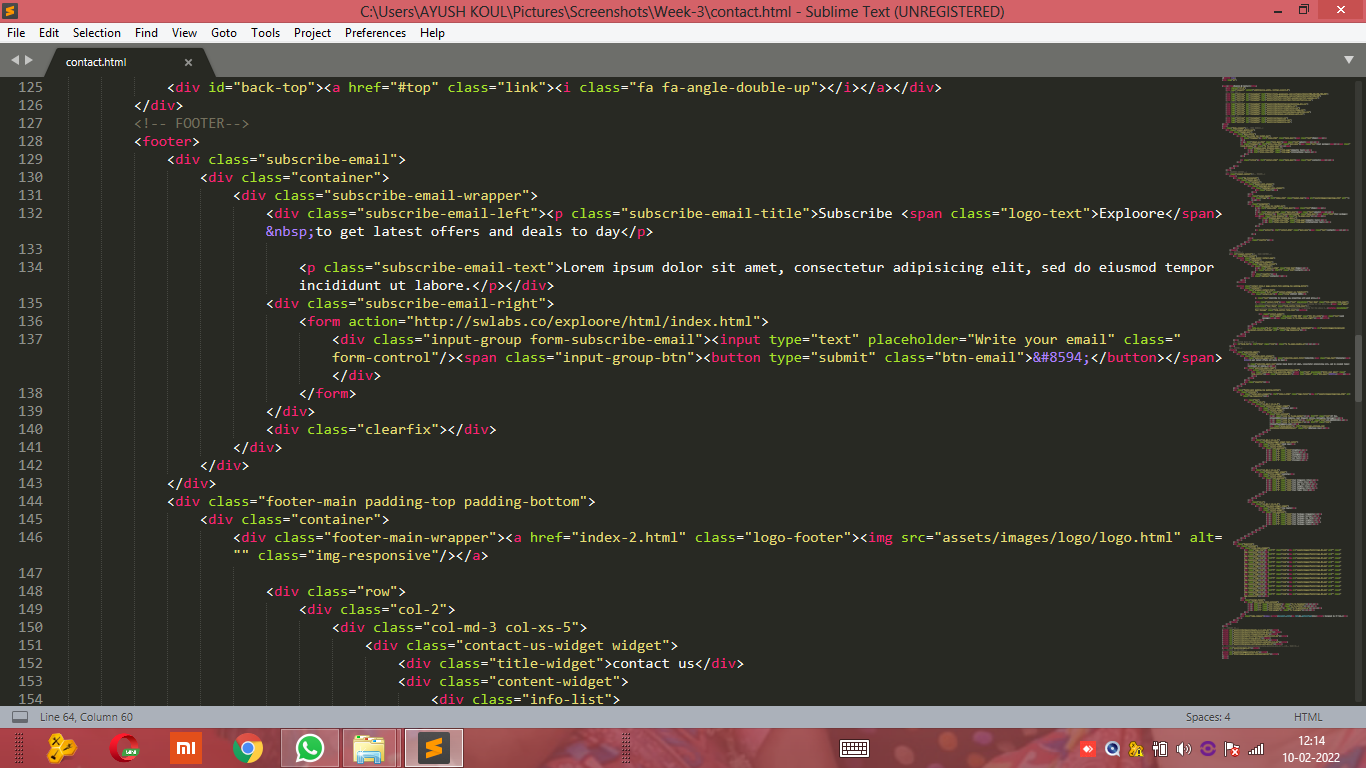 C:\Users\AYUSH KOUL\Pictures\Screenshots\Week-3\contact.html - Sublime Text (UNREGISTERED)
File Edit Selection Find View Goto Tools Project Preferences Help
contact.html
125 <div id="back-top"><a href="#top" class="link"><i class="fa fa-angle-double-up"></i></a></div>
126 </div>
127 <!-- FOOTER-->
128 <footer>
129 <div class="subscribe-email">
130 <div class="container">
131 <div class="subscribe-email-wrapper">
132 <div class="subscribe-email-left"><p class="subscribe-email-title">Subscribe <span class="logo-text">Exploore</span>
&nbsp;to get latest offers and deals to day</p>
133
134 <p class="subscribe-email-text">Lorem ipsum dolor sit amet, consectetur adipisicing elit, sed do eiusmod tempor
incididunt ut labore.</p></div>
135 <div class="subscribe-email-right">
136 <form action="http://swlabs.co/exploore/html/index.html">
137 <div class="input-group form-subscribe-email"><input type="text" placeholder="Write your email" class="
form-control"/><span class="input-group-btn"><button type="submit" class="btn-email">&#8594;</button></span>
</div>
138 </form>
139 </div>
140 <div class="clearfix"></div>
141 </div>
142 </div>
143 </div>
144 <div class="footer-main padding-top padding-bottom">
145 <div class="container">
146 <div class="footer-main-wrapper"><a href="index-2.html" class="logo-footer"><img src="assets/images/logo/logo.html" alt=
"" class="img-responsive"/></a>
147
148 <div class="row">
149 <div class="col-2">
150 <div class="col-md-3 col-xs-5">
151 <div class="contact-us-widget widget">
152 <div class="title-widget">contact us</div>
153 <div class="content-widget">
154 <div class="info-list">
Line 64, Column 60 Spaces: 4 HTML
12:14
10-02-2022